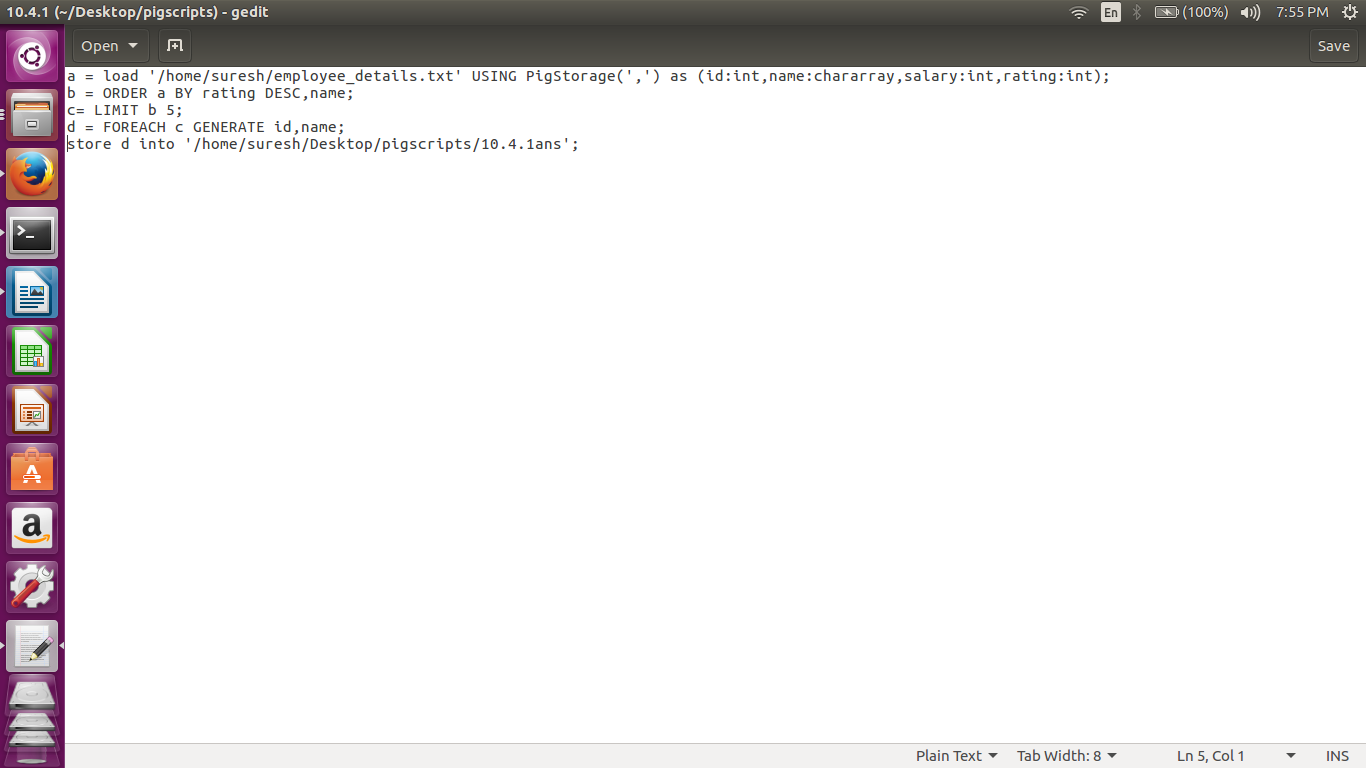 10.4.1 (~/Desktop/pigscripts) - gedit
En
(100%)
7:55 PM
Open
Save
a = load '/home/suresh/employee_details.txt' USING PigStorage(',') as (id:int,name:chararray,salary:int,rating:int);
b = ORDER a BY rating DESC,name;
c= LIMIT b 5;
d = FOREACH c GENERATE id,name;
store d into '/home/suresh/Desktop/pigscripts/10.4.1ans';
Plain Text
Tab Width: 8
Ln 5, Col 1
INS